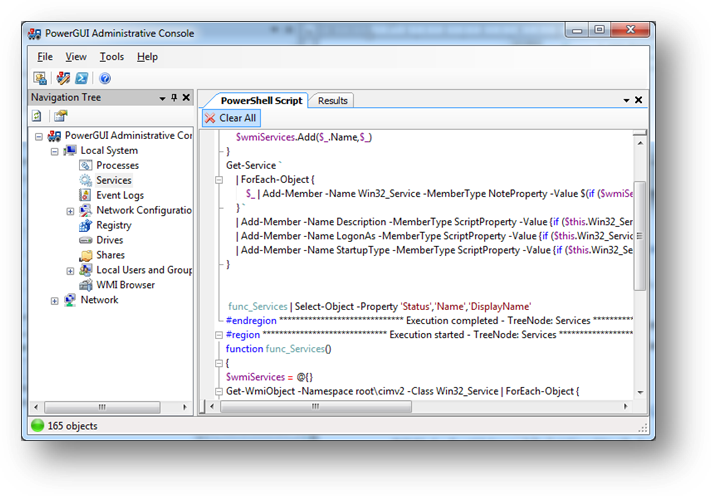 PowerGUI Administrative Console
File View Tools Help
Navigation Tree
PowerGUI Administrative Cor
Local System
Processes
Services
Event Logs
Network Configuratio
Registry
Drives
Shares
Local Users and Group
WMI Browser
Network
PowerShell Script Results
Clear All
$wmiServices.Add($_.Name,$_)
}
Get-Service `
| ForEach-Object {
$_ | Add-Member -Name Win32_Service -MemberType NoteProperty -Value $(if ($wmiSe
} `
| Add-Member -Name Description -MemberType ScriptProperty -Value {if ($this.Win32_Ser
| Add-Member -Name LogonAs -MemberType ScriptProperty -Value {if ($this.Win32_Servic
| Add-Member -Name StartupType -MemberType ScriptProperty -Value {if ($this.Win32_Se
}
func_Services | Select-Object -Property 'Status','Name','DisplayName'
#endregion ****************************** Execution completed - TreeNode: Services **********
#region ****************************** Execution started - TreeNode: Services ******************
function func_Services()
{
$wmiServices = @{}
Get-WmiObject -Namespace root\cimv2 -Class Win32_Service | ForEach-Object {
165 objects